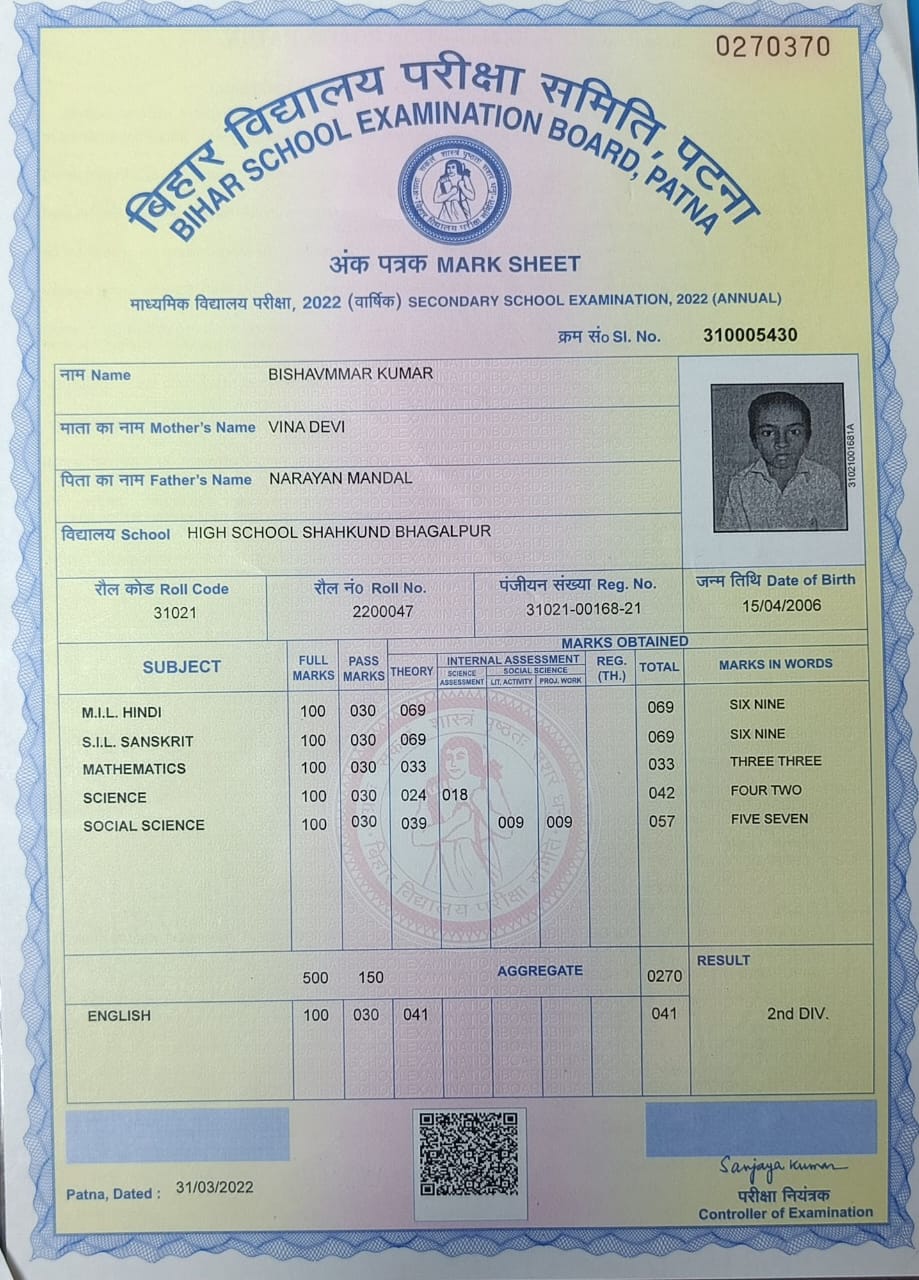 0270370
बिहार विद्यालय परीक्षा समिति, पटना
BIHAR SCHOOL EXAMINATION BOARD, PATNA
अंक पत्रक MARK SHEET
माध्यमिक विद्यालय परीक्षा, 2022 (वार्षिक) SECONDARY SCHOOL EXAMINATION, 2022 (ANNUAL)
क्रम सं० Sl. No. 310005430
नाम Name BISHAVMMAR KUMAR
माता का नाम Mother's Name VINA DEVI
पिता का नाम Father's Name NARAYAN MANDAL
विद्यालय School HIGH SCHOOL SHAHKUND BHAGALPUR
31021001681A
रौल कोड Roll Code रौल नं० Roll No. पंजीयन संख्या Reg. No. जन्म तिथि Date of Birth
31021 2200047 31021-00168-21 15/04/2006
MARKS OBTAINED
SUBJECT FULL MARKS PASS MARKS THEORY INTERNAL ASSESSMENT REG. (TH.) TOTAL MARKS IN WORDS
SCIENCE ASSESSMENT SOCIAL SCIENCE LIT. ACTIVITY PROJ. WORK
M.I.L. HINDI 100 030 069 069 SIX NINE
S.I.L. SANSKRIT 100 030 069 069 SIX NINE
MATHEMATICS 100 030 033 033 THREE THREE
SCIENCE 100 030 024 018 042 FOUR TWO
SOCIAL SCIENCE 100 030 039 009 009 057 FIVE SEVEN
500 150 AGGREGATE 0270 RESULT
ENGLISH 100 030 041 041 2nd DIV.
Patna, Dated : 31/03/2022
Sanjaya Kumar
परीक्षा नियंत्रक
Controller of Examination